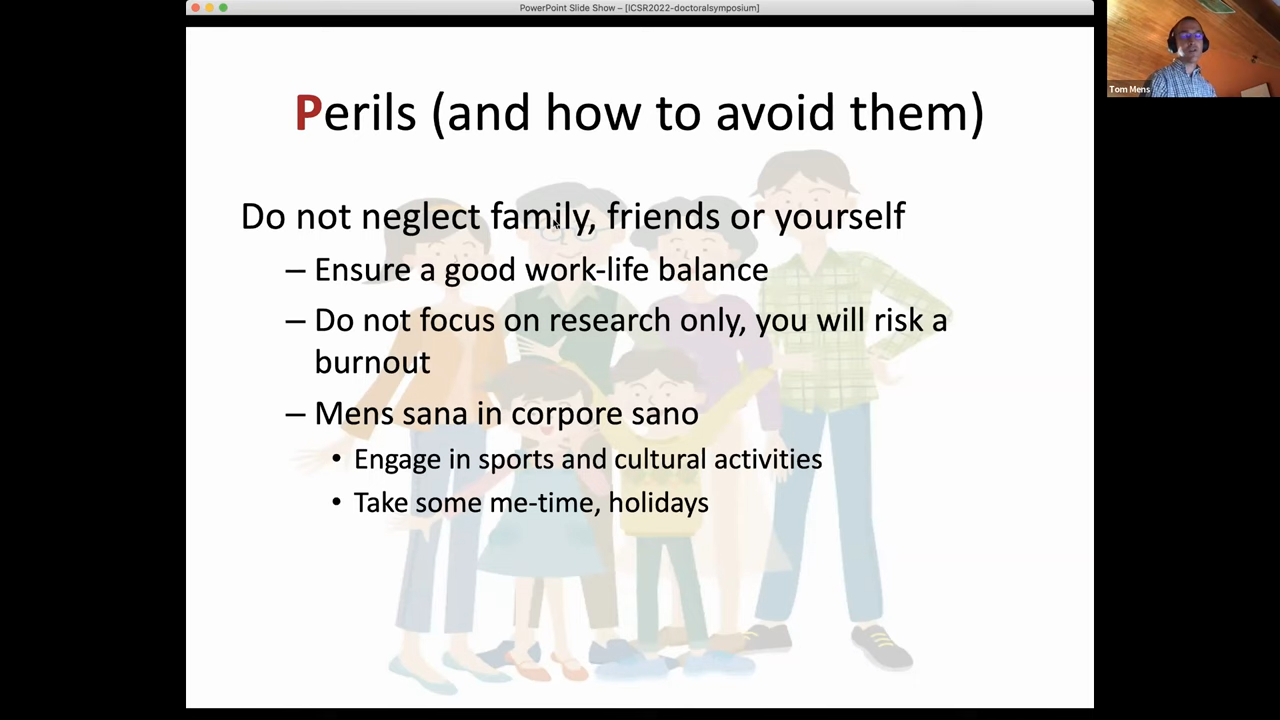 PowerPoint Slide Show – [ICSR2022-doctoralsymposium]
Perils (and how to avoid them)
Do not neglect family, friends or yourself
– Ensure a good work-life balance
– Do not focus on research only, you will risk a
burnout
– Mens sana in corpore sano
• Engage in sports and cultural activities
• Take some me-time, holidays
Tom Mens